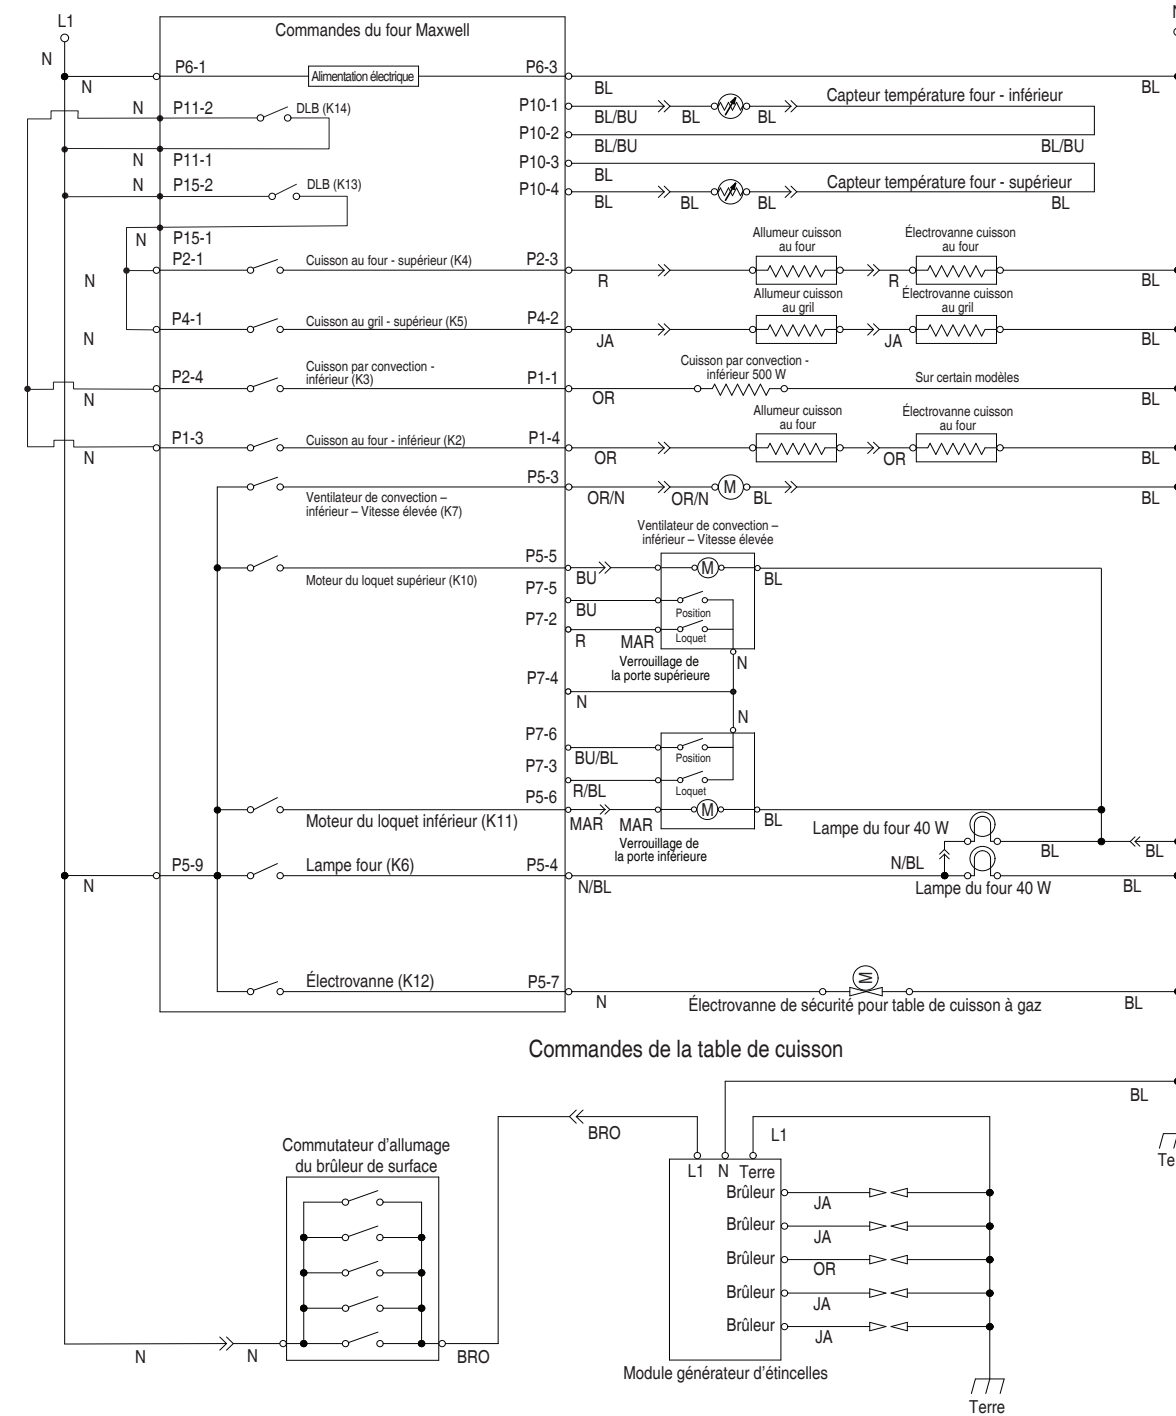 L1
N
Commandes du four Maxwell
N
N
P6-1
Alimentation électrique
P6-3
BL
BL
N
P11-2
DLB (K14)
P10-1
BL/BU
BL
BL
Capteur température four - inférieur
P10-2
BL/BU
BL/BU
N
P11-1
P10-3
BL
N
P15-2
DLB (K13)
P10-4
BL
BL
BL
Capteur température four - supérieur
BL
N
P15-1
Allumeur cuisson
au four
Électrovanne cuisson
au four
N
P2-1
Cuisson au four - supérieur (K4)
P2-3
R
R
BL
Allumeur cuisson
au gril
Électrovanne cuisson
au gril
N
P4-1
Cuisson au gril - supérieur (K5)
P4-2
JA
JA
BL
Cuisson par convection -
inférieur 500 W
Sur certain modèles
N
P2-4
Cuisson par convection -
inférieur (K3)
P1-1
OR
BL
Allumeur cuisson
au four
Électrovanne cuisson
au four
N
P1-3
Cuisson au four - inférieur (K2)
P1-4
OR
OR
BL
P5-3
Ventilateur de convection –
inférieur – Vitesse élevée (K7)
OR/N
OR/N
M
BL
BL
Ventilateur de convection –
inférieur – Vitesse élevée
P5-5
Moteur du loquet supérieur (K10)
BU
M
BL
P7-5
BU
Position
P7-2
R
MAR
Loquet
N
Verrouillage de
la porte supérieure
P7-4
N
N
P7-6
BU/BL
Position
P7-3
R/BL
Loquet
P5-6
Moteur du loquet inférieur (K11)
MAR
MAR
M
BL
Verrouillage de
la porte inférieure
Lampe du four 40 W
BL
BL
N
P5-9
Lampe four (K6)
P5-4
N/BL
N/BL
Lampe du four 40 W
BL
Électrovanne (K12)
P5-7
N
M
Électrovanne de sécurité pour table de cuisson à gaz
BL
Commandes de la table de cuisson
BL
BRO
L1
Commutateur d'allumage
du brûleur de surface
L1
N
Terre
Brûleur
JA
Brûleur
JA
Brûleur
OR
Brûleur
JA
Brûleur
JA
N
N
BRO
Module générateur d'étincelles
Terre